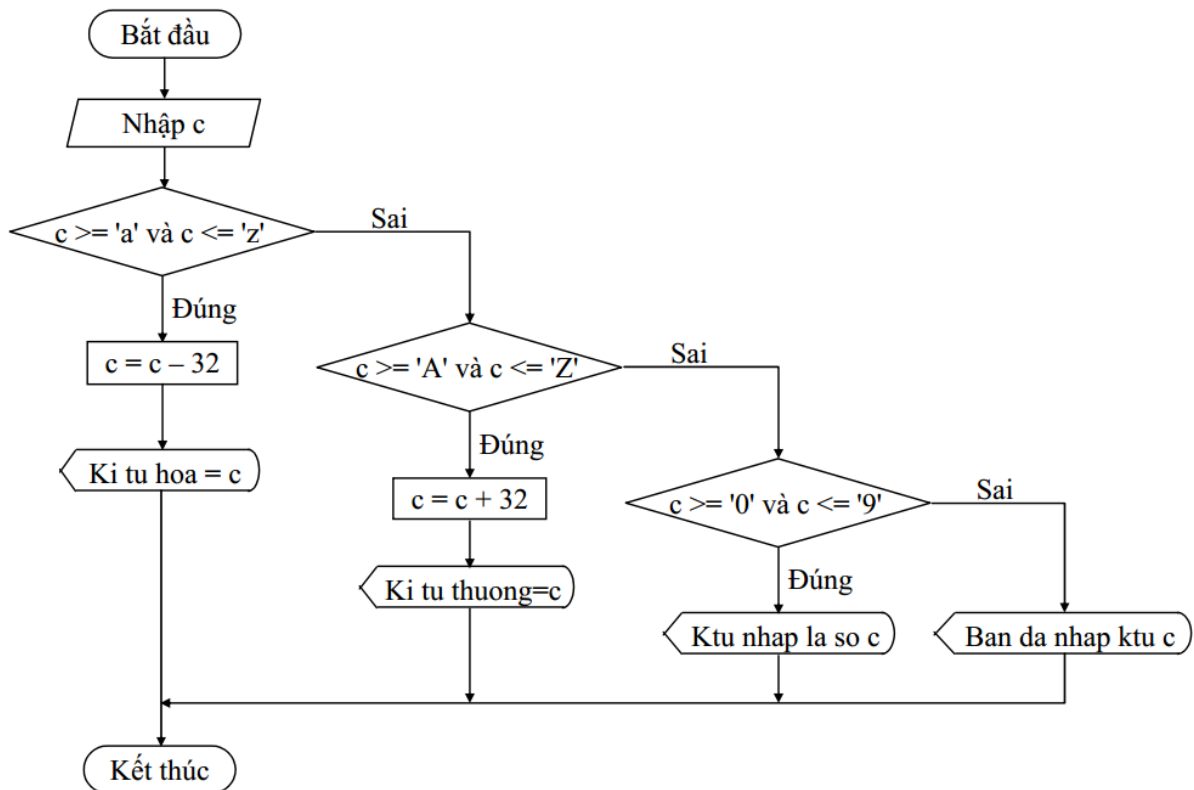 Bắt đầu
Nhập c
c >= 'a' và c <= 'z'
Sai
Đúng
c = c – 32
Ki tu hoa = c
c >= 'A' và c <= 'Z'
Sai
Đúng
c = c + 32
Ki tu thuong=c
c >= '0' và c <= '9'
Sai
Đúng
Ktu nhap la so c
Ban da nhap ktu c
Kết thúc